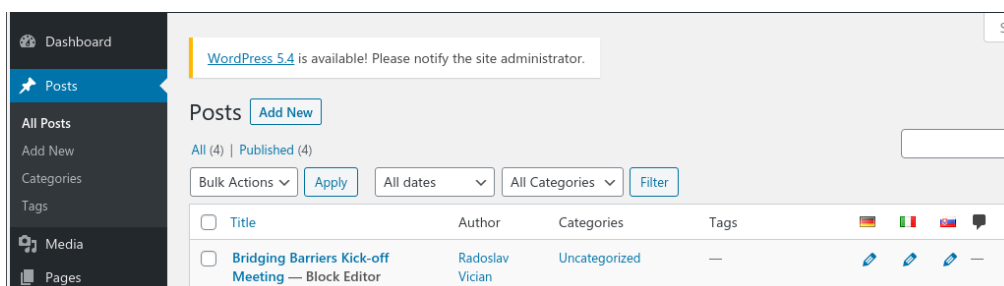 Dashboard
Posts
All Posts
Add New
Categories
Tags
Media
Pages
S
WordPress 5.4 is available! Please notify the site administrator.
Posts Add New
All (4) | Published (4)
Bulk Actions Apply All dates All Categories Filter
Title Author Categories Tags
Bridging Barriers Kick-off Radoslav Uncategorized —
Meeting — Block Editor Vician